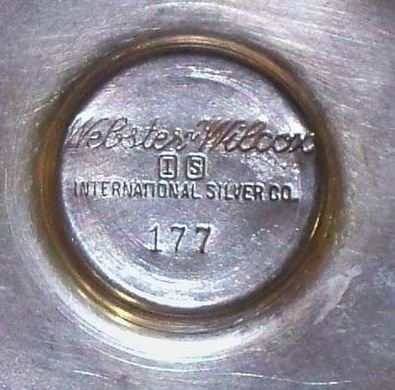 Webster-Wilcox
I S
INTERNATIONAL SILVER CO.
177